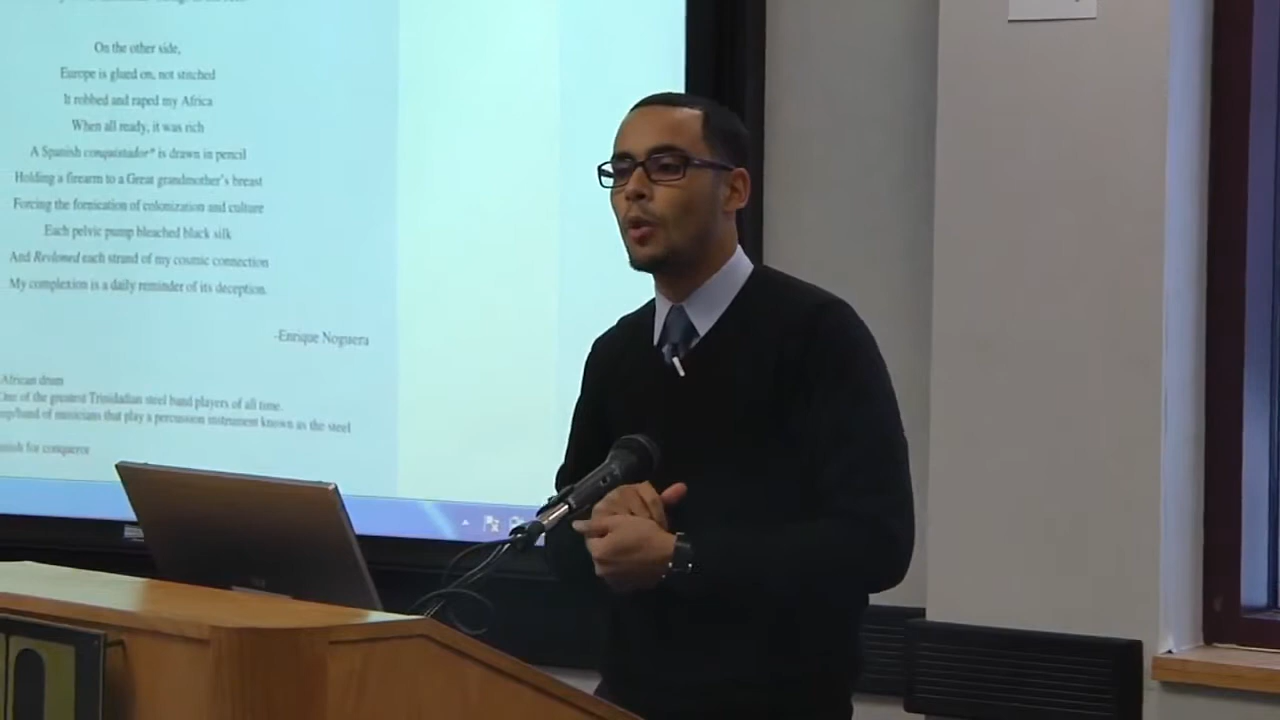 On the other side,
Europe is glued on, not stitched
It robbed and raped my Africa
When all ready, it was rich
A Spanish conquistador* is drawn in pencil
Holding a firearm to a Great grandmother's breast
Forcing the fornication of colonization and culture
Each pelvic pump bleached black silk
And Revloned each strand of my cosmic connection
My complexion is a daily reminder of its deception.
-Enrique Noguera
African drum
One of the greatest Trinidadian steel band players of all time.
of musicians that play a percussion instrument known as the steel
for conqueror